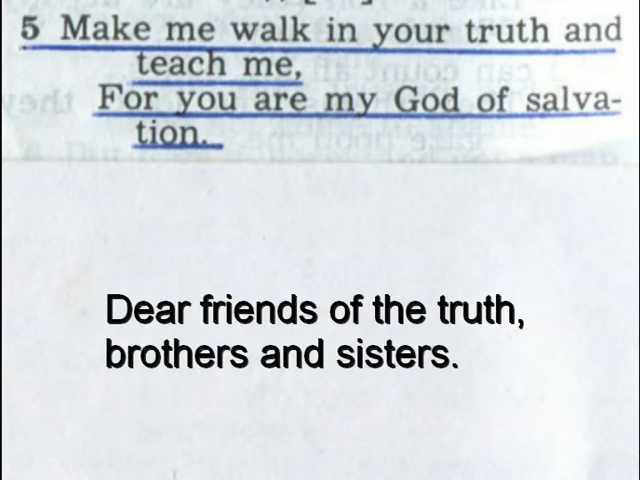 5 Make me walk in your truth and
teach me,
For you are my God of salva-
tion.
Dear friends of the truth,
brothers and sisters.